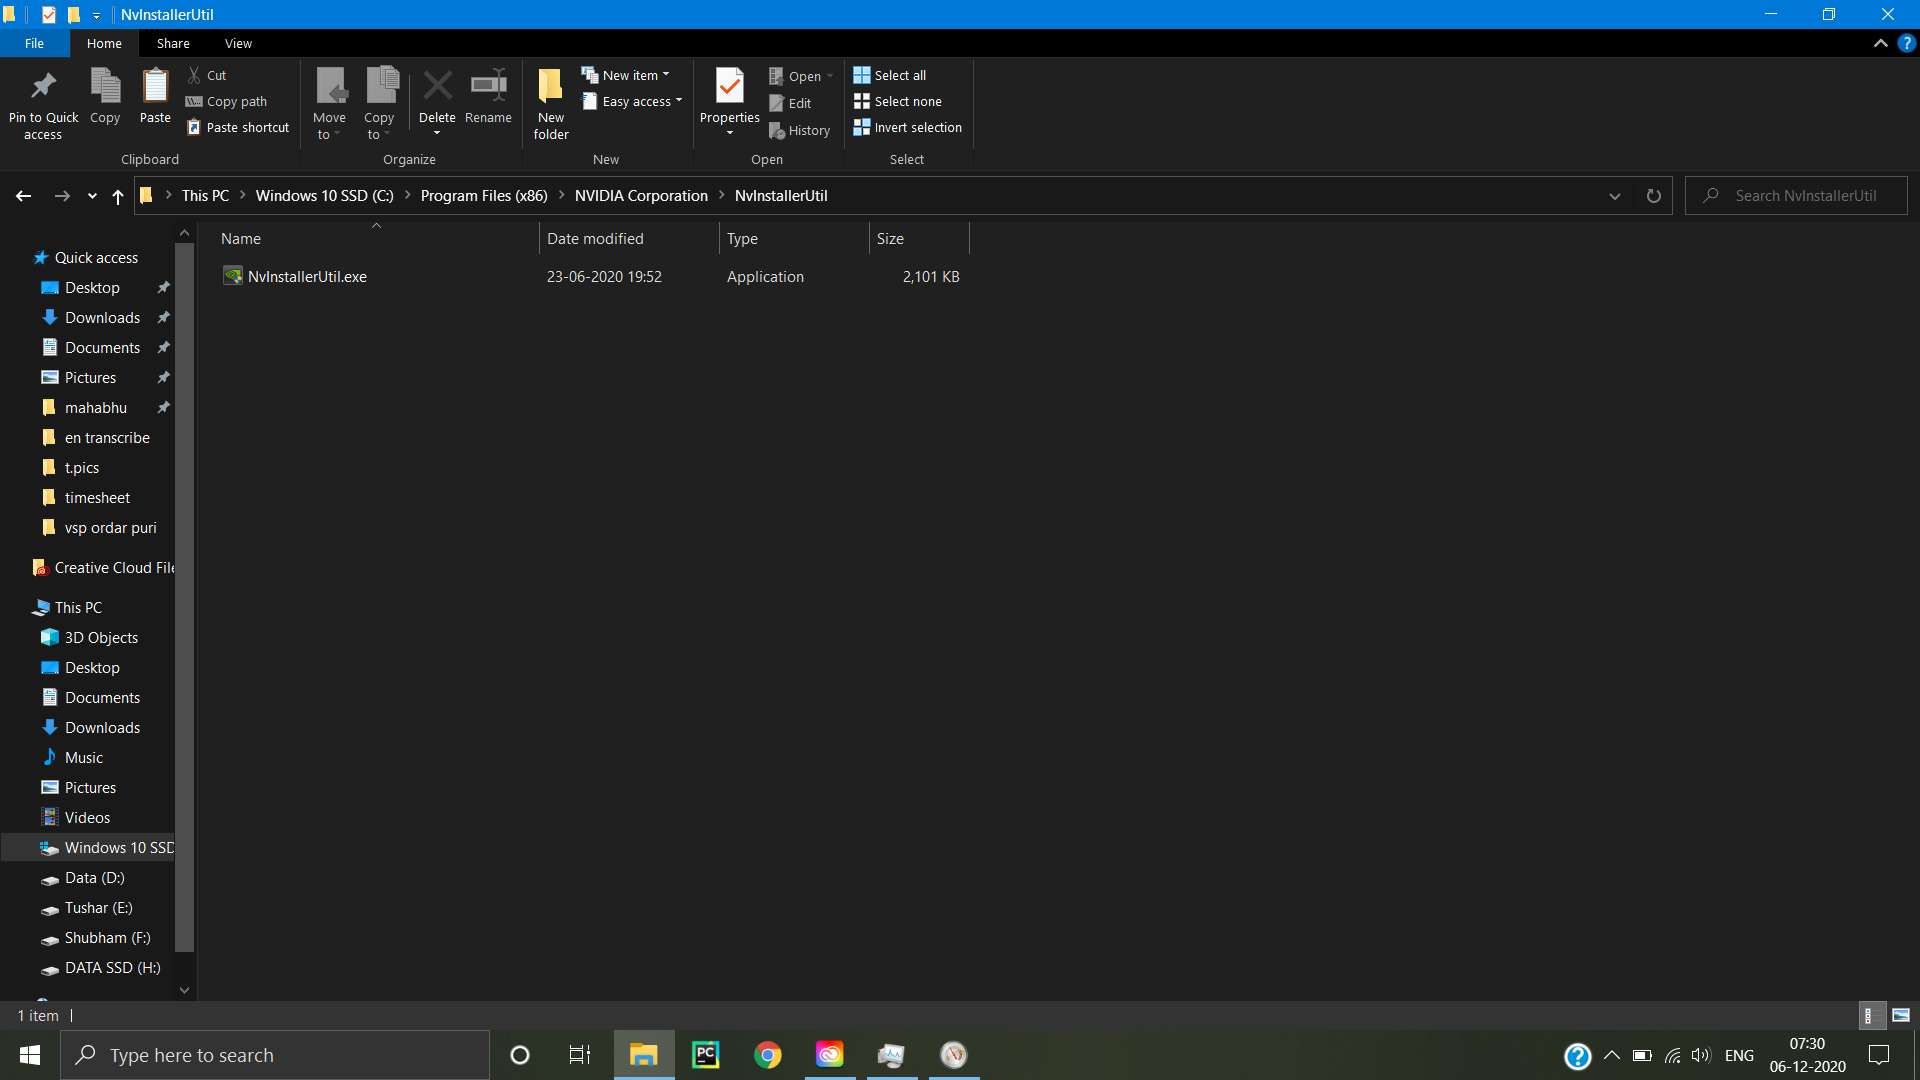 NvInstallerUtil
File Home Share View
Pin to Quick access
Copy
Paste
Cut
Copy path
Paste shortcut
Clipboard
Move to
Copy to
Delete
Rename
Organize
New folder
New item
Easy access
New
Properties
Open
Edit
History
Open
Select all
Select none
Invert selection
Select
This PC Windows 10 SSD (C:) Program Files (x86) NVIDIA Corporation NvInstallerUtil
Search NvInstallerUtil
Name Date modified Type Size
NvInstallerUtil.exe 23-06-2020 19:52 Application 2,101 KB
Quick access
Desktop
Downloads
Documents
Pictures
mahabhu
en transcribe
t.pics
timesheet
vsp ordar puri
Creative Cloud File
This PC
3D Objects
Desktop
Documents
Downloads
Music
Pictures
Videos
Windows 10 SSD
Data (D:)
Tushar (E:)
Shubham (F:)
DATA SSD (H:)
1 item
Type here to search
PC
ENG
07:30
06-12-2020